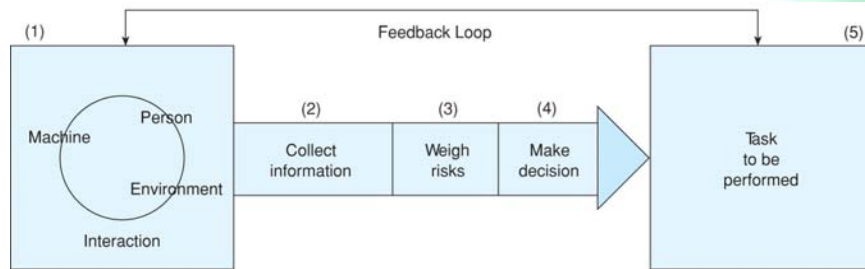 (1)
Feedback Loop
(5)
(2)
(3)
(4)
Machine
Person
Environment
Interaction
Collect
information
Weigh
risks
Make
decision
Task
to be
performed